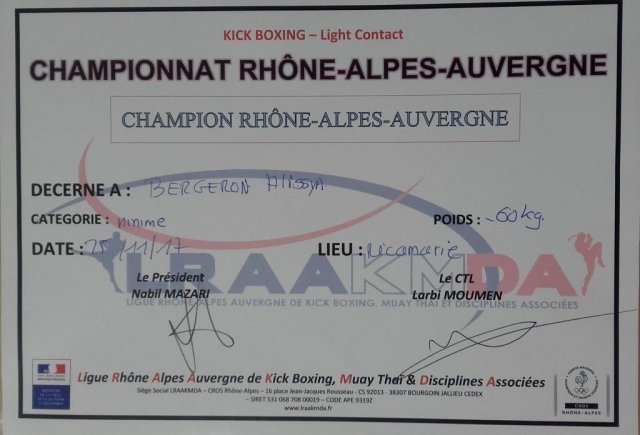 KICK BOXING – Light Contact
CHAMPIONNAT RHÔNE-ALPES-AUVERGNE
CHAMPION RHÔNE-ALPES-AUVERGNE
DECERNE A : BERGERON
CATEGORIE : minime POIDS : -60kg.
DATE : 25/11/17 LIEU : Ricamarie
LRAAKMDA
Le Président Le CTL
Nabil MAZARI Larbi MOUMEN
LIGUE RHÔNE ALPES AUVERGNE DE KICK BOXING, MUAY THAÏ ET DISCIPLINES ASSOCIÉES
Ligue Rhône Alpes Auvergne de Kick Boxing, Muay Thaï & Disciplines Associées
Siège Social LRAAKMDA – CROS Rhône-Alpes – 16 place Jean-Jacques Rousseau - CS 92013 - 38307 BOURGOIN JALLIEU CEDEX
– SIRET 531 068 708 00019 – CODE APE 9319Z
www.lraakmda.fr
CROS
RHÔNE-ALPES